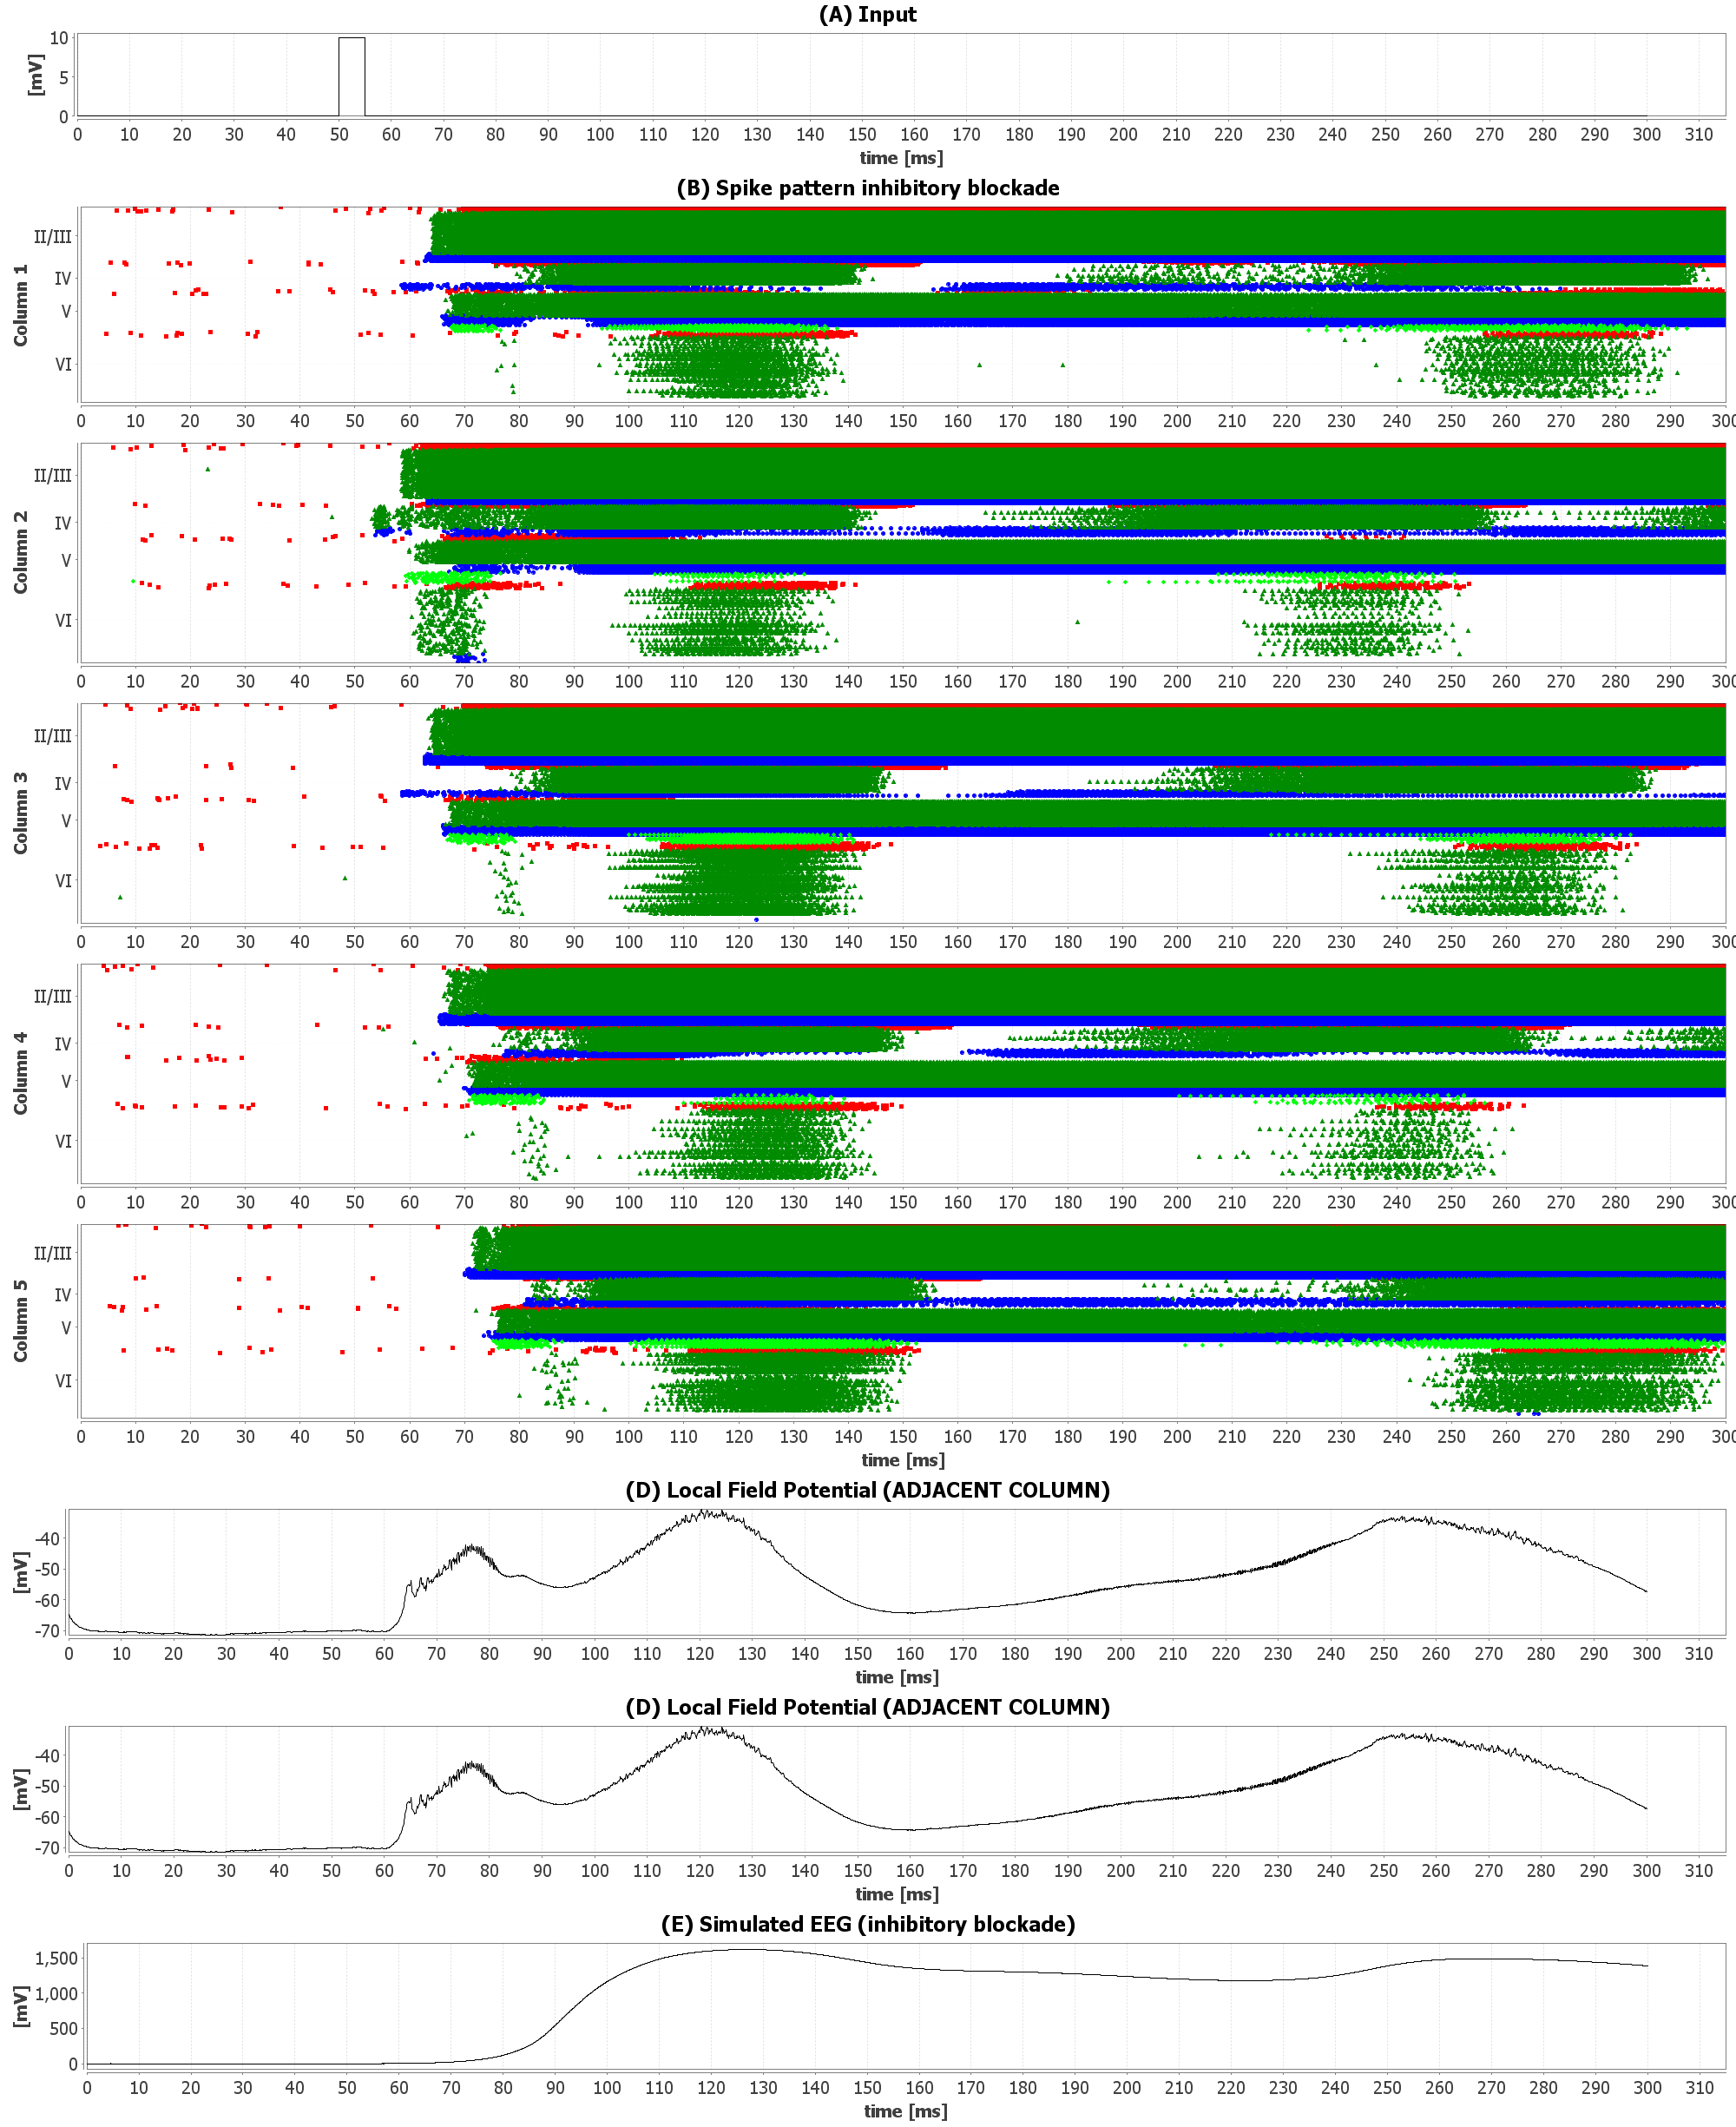 (A) Input
[mV]
10
5
0
0 10 20 30 40 50 60 70 80 90 100 110 120 130 140 150 160 170 180 190 200 210 220 230 240 250 260 270 280 290 300 310
time [ms]
(B) Spike pattern inhibitory blockade
Column 1
II/III
IV
V
VI
0 10 20 30 40 50 60 70 80 90 100 110 120 130 140 150 160 170 180 190 200 210 220 230 240 250 260 270 280 290 300
Column 2
II/III
IV
V
VI
0 10 20 30 40 50 60 70 80 90 100 110 120 130 140 150 160 170 180 190 200 210 220 230 240 250 260 270 280 290 300
Column 3
II/III
IV
V
VI
0 10 20 30 40 50 60 70 80 90 100 110 120 130 140 150 160 170 180 190 200 210 220 230 240 250 260 270 280 290 300
Column 4
II/III
IV
V
VI
0 10 20 30 40 50 60 70 80 90 100 110 120 130 140 150 160 170 180 190 200 210 220 230 240 250 260 270 280 290 300
Column 5
II/III
IV
V
VI
0 10 20 30 40 50 60 70 80 90 100 110 120 130 140 150 160 170 180 190 200 210 220 230 240 250 260 270 280 290 300
time [ms]
(D) Local Field Potential (ADJACENT COLUMN)
[mV]
-40
-50
-60
-70
0 10 20 30 40 50 60 70 80 90 100 110 120 130 140 150 160 170 180 190 200 210 220 230 240 250 260 270 280 290 300 310
time [ms]
(D) Local Field Potential (ADJACENT COLUMN)
[mV]
-40
-50
-60
-70
0 10 20 30 40 50 60 70 80 90 100 110 120 130 140 150 160 170 180 190 200 210 220 230 240 250 260 270 280 290 300 310
time [ms]
(E) Simulated EEG (inhibitory blockade)
[mV]
1,500
1,000
500
0
0 10 20 30 40 50 60 70 80 90 100 110 120 130 140 150 160 170 180 190 200 210 220 230 240 250 260 270 280 290 300 310
time [ms]